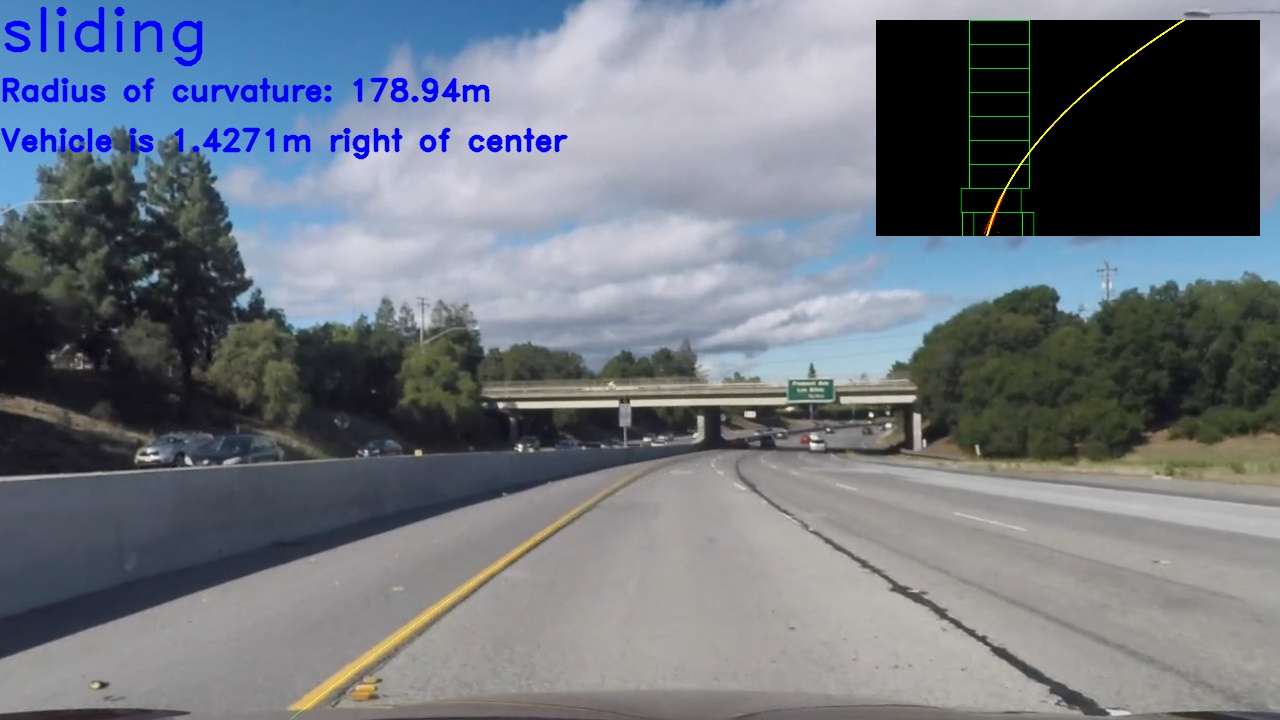 sliding
Radius of curvature: 178.94m
Vehicle is 1.4271m right of center